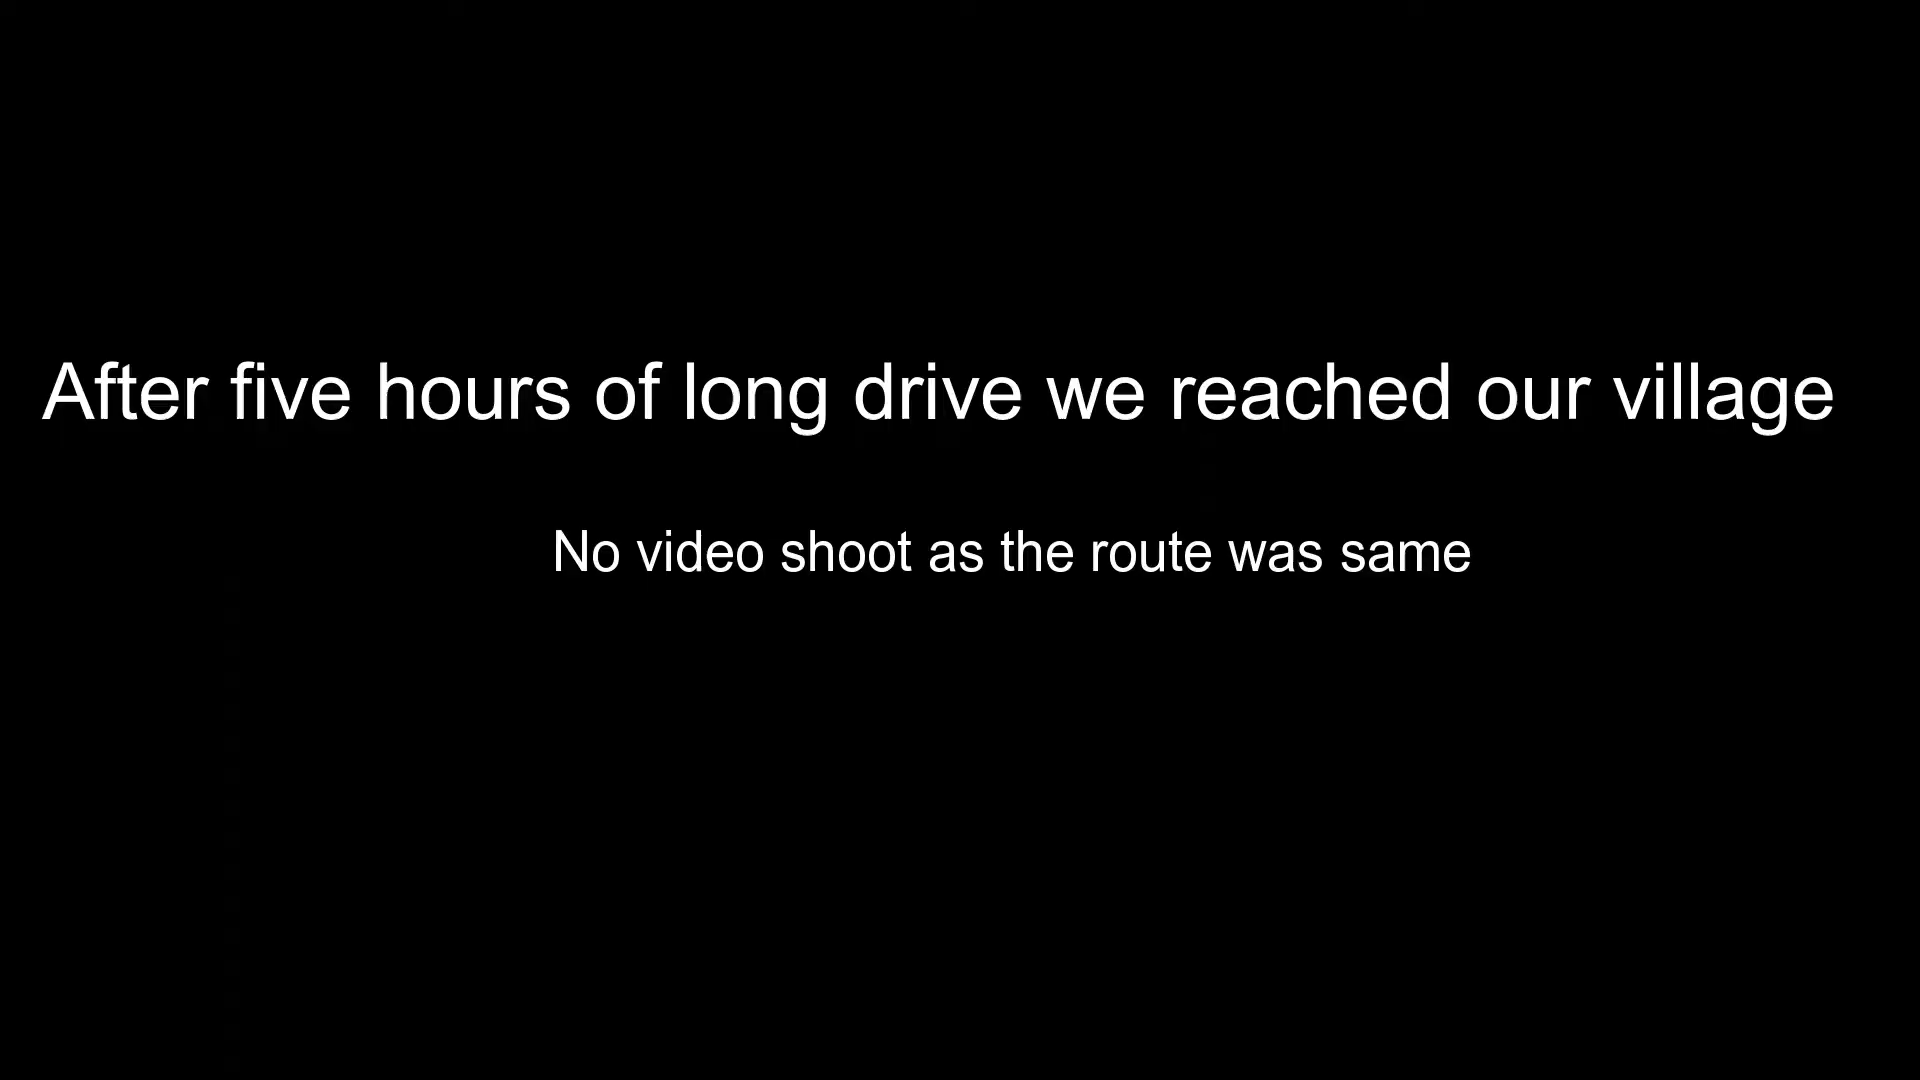 After five hours of long drive we reached our village
No video shoot as the route was same